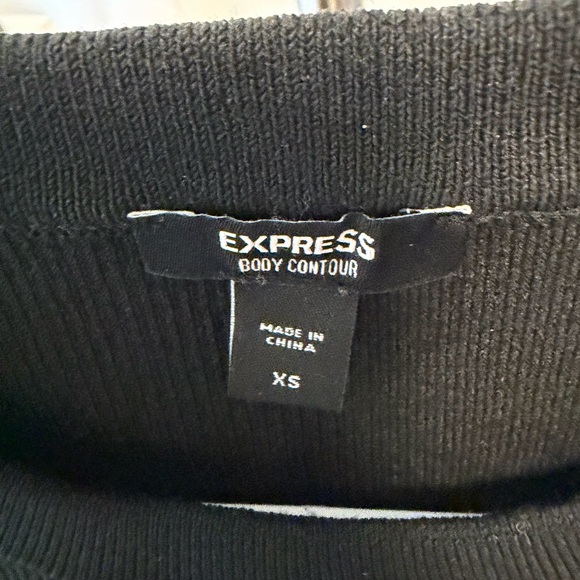 EXPRESS
BODY CONTOUR
MADE IN
CHINA
XS